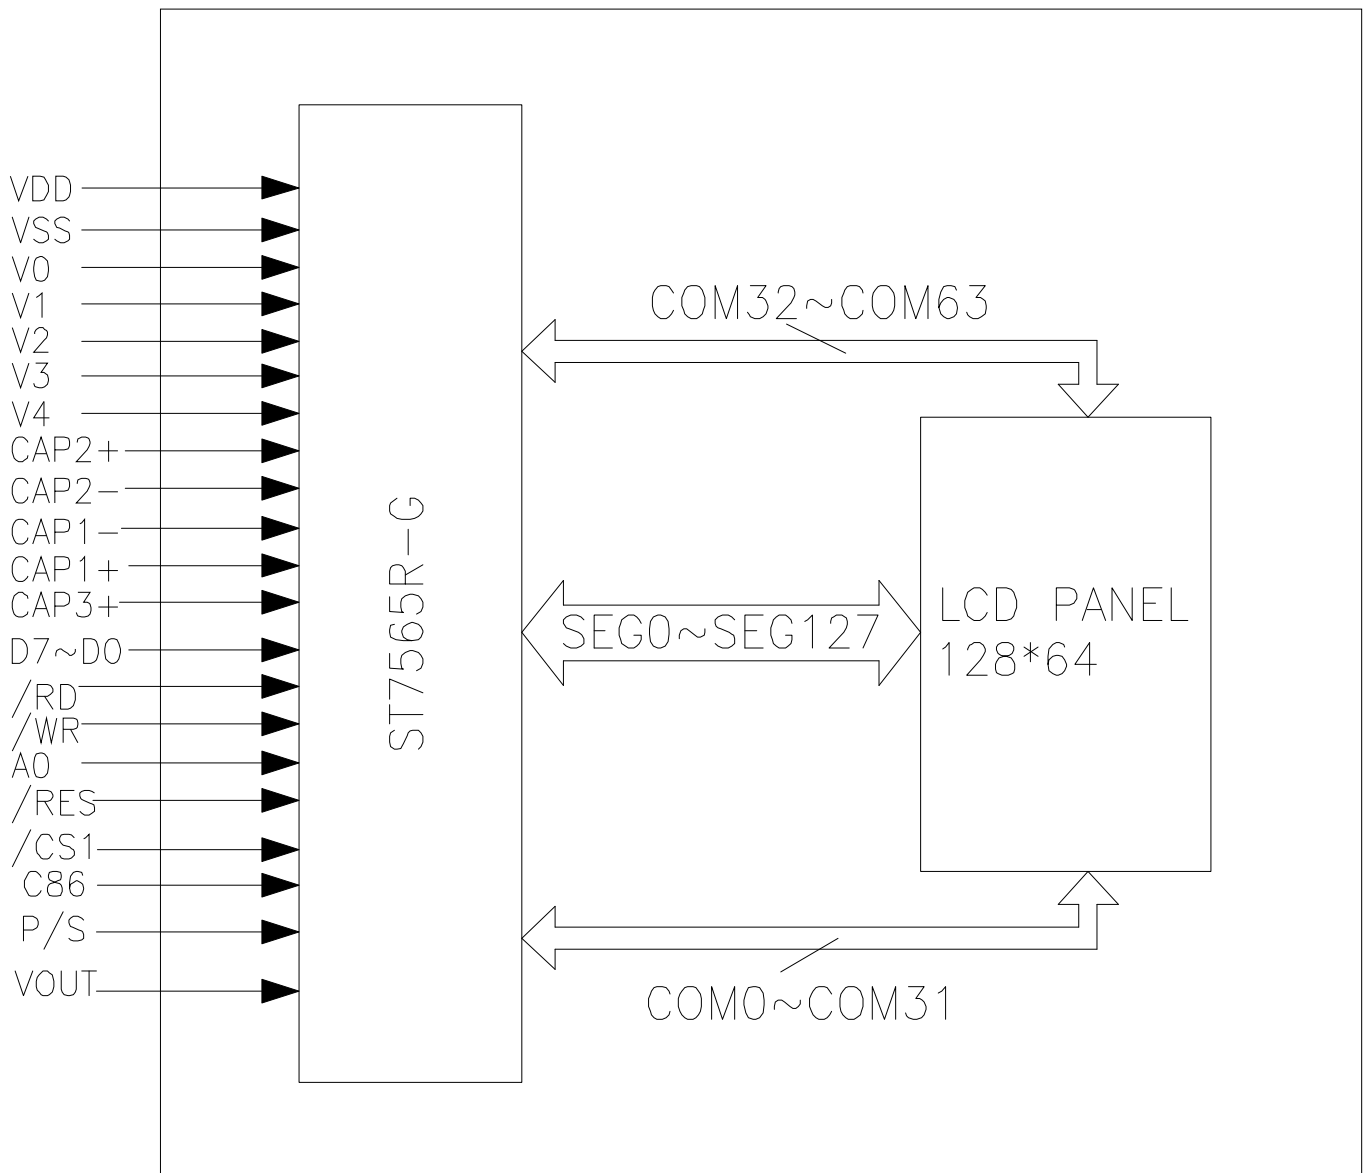 VDD
VSS
V0
V1
V2
V3
V4
CAP2+
CAP2-
CAP1-
CAP1+
CAP3+
D7~D0
/RD
/WR
A0
/RES
/CS1
C86
P/S
VOUT
ST7565R-G
COM32~COM63
SEG0~SEG127
COM0~COM31
LCD PANEL
128*64